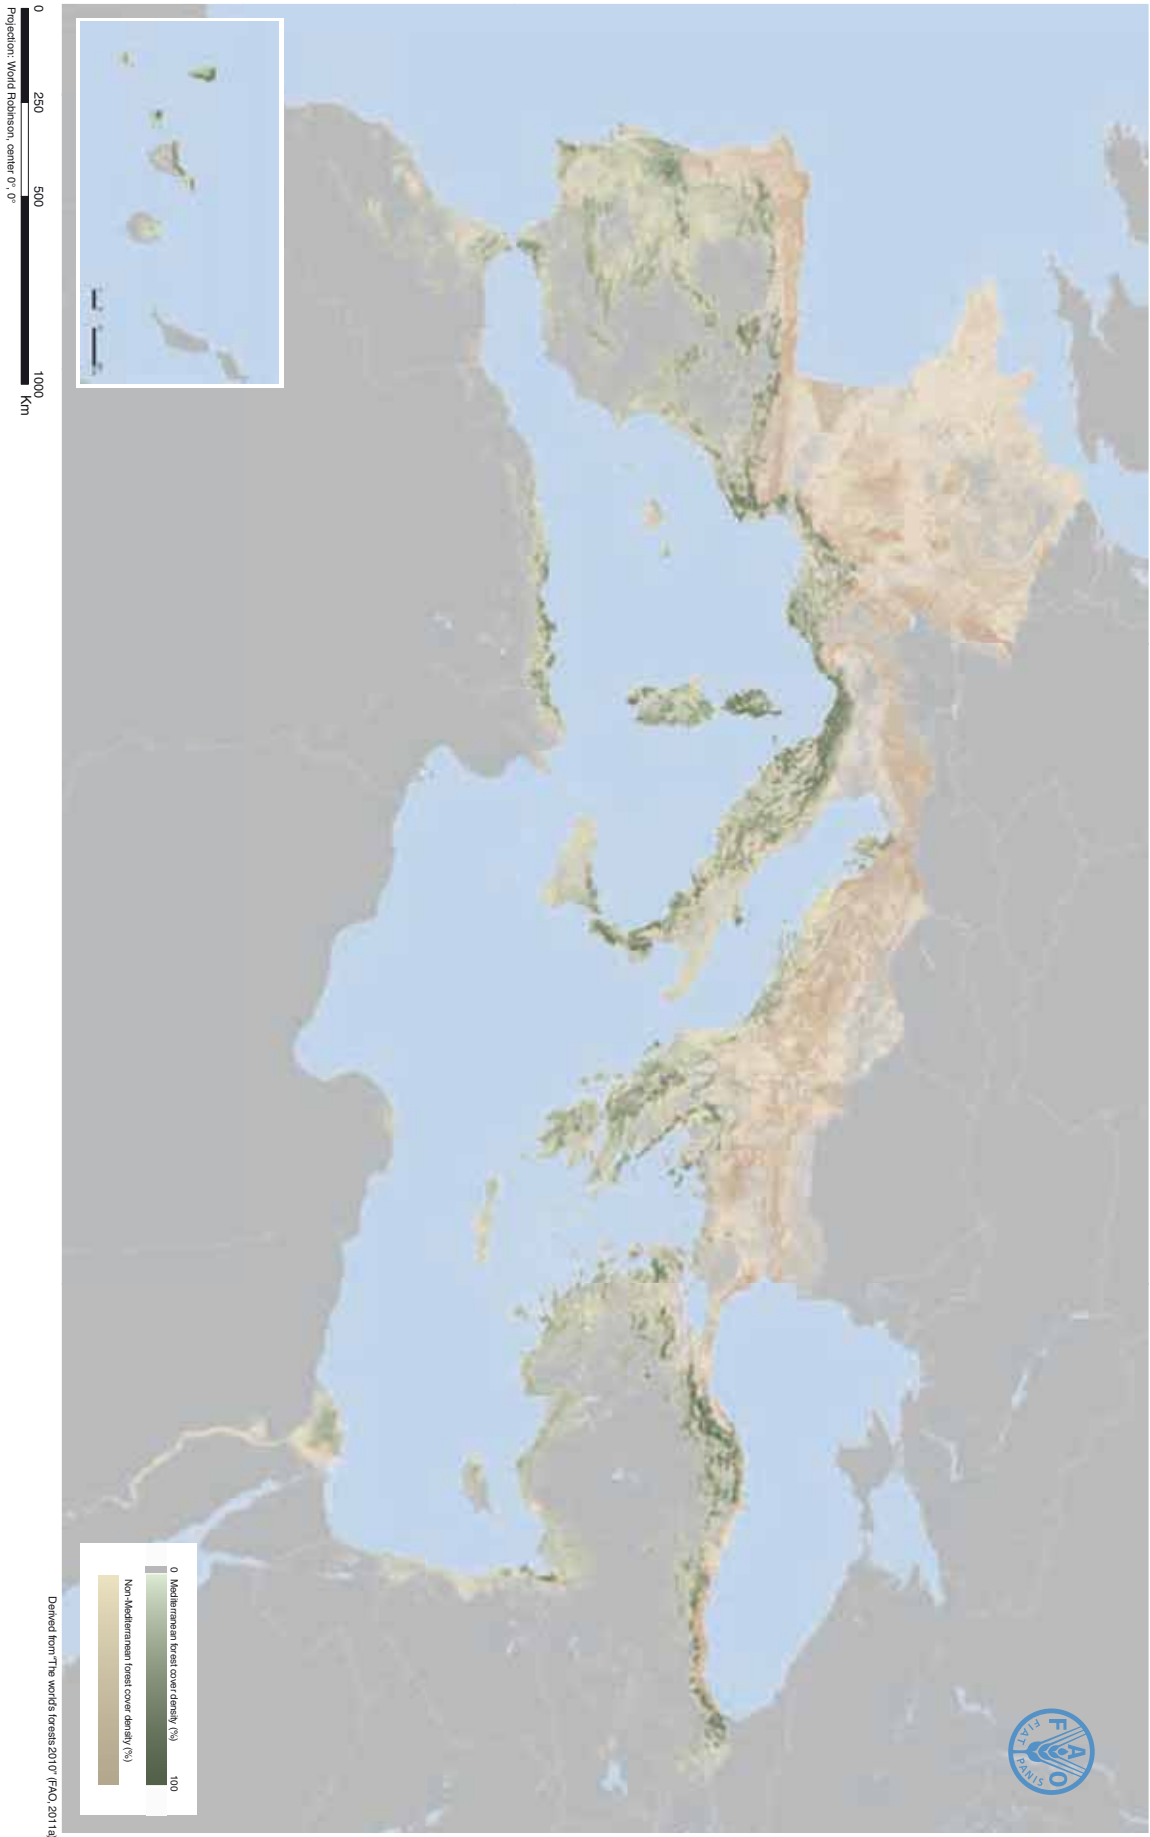 FAO
FIAT PANIS
0 100
Mediterranean forest cover density (%)
Non-Mediterranean forest cover density (%)
0 250 500 1000 Km
Projection: World Robinson, center 0°, 0°
Derived from "The world's forests 2010" (FAO, 2011a)